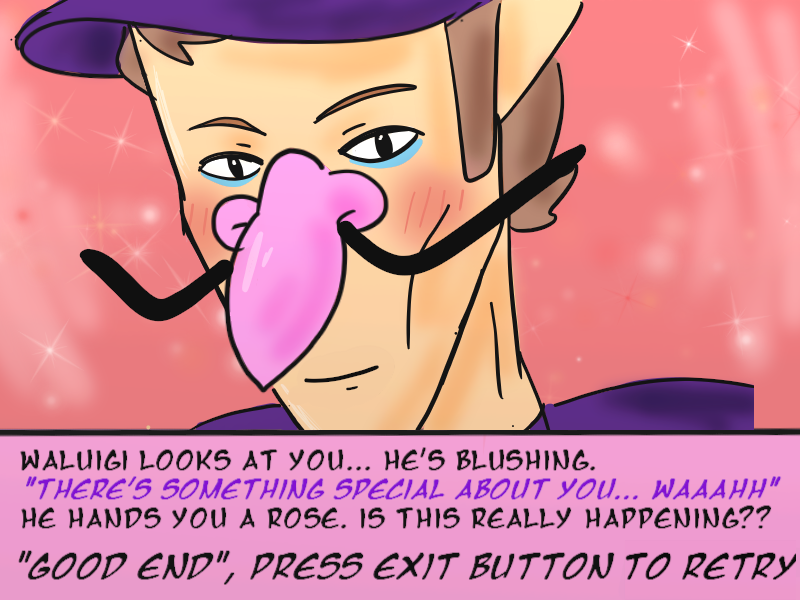 WALUIGI LOOKS AT YOU... HE'S BLUSHING.
"THERE'S SOMETHING SPECIAL ABOUT YOU... WAAAHH"
HE HANDS YOU A ROSE. IS THIS REALLY HAPPENING??
"GOOD END", PRESS EXIT BUTTON TO RETRY